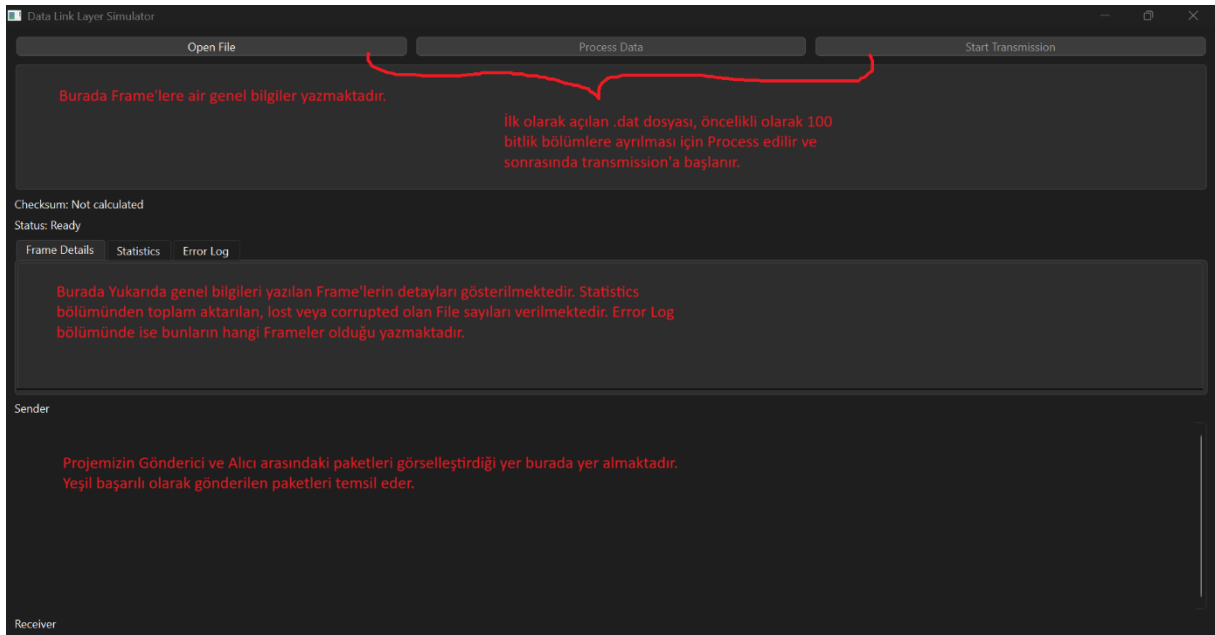 Data Link Layer Simulator
Open File
Process Data
Start Transmission
Burada Frame'lere air genel bilgiler yazmaktadır.
İlk olarak açılan .dat dosyası, öncelikli olarak 100
bitlik bölümlere ayrılması için Process edilir ve
sonrasında transmission'a başlanır.
Checksum: Not calculated
Status: Ready
Frame Details
Statistics
Error Log
Burada Yukarıda genel bilgileri yazılan Frame'lerin detayları gösterilmektedir. Statistics
bölümünden toplam aktarılan, lost veya corrupted olan File sayıları verilmektedir. Error Log
bölümünde ise bunların hangi Frameler olduğu yazmaktadır.
Sender
Projemizin Gönderici ve Alıcı arasındaki paketleri görselleştirdiği yer burada yer almaktadır.
Yeşil başarılı olarak gönderilen paketleri temsil eder.
Receiver